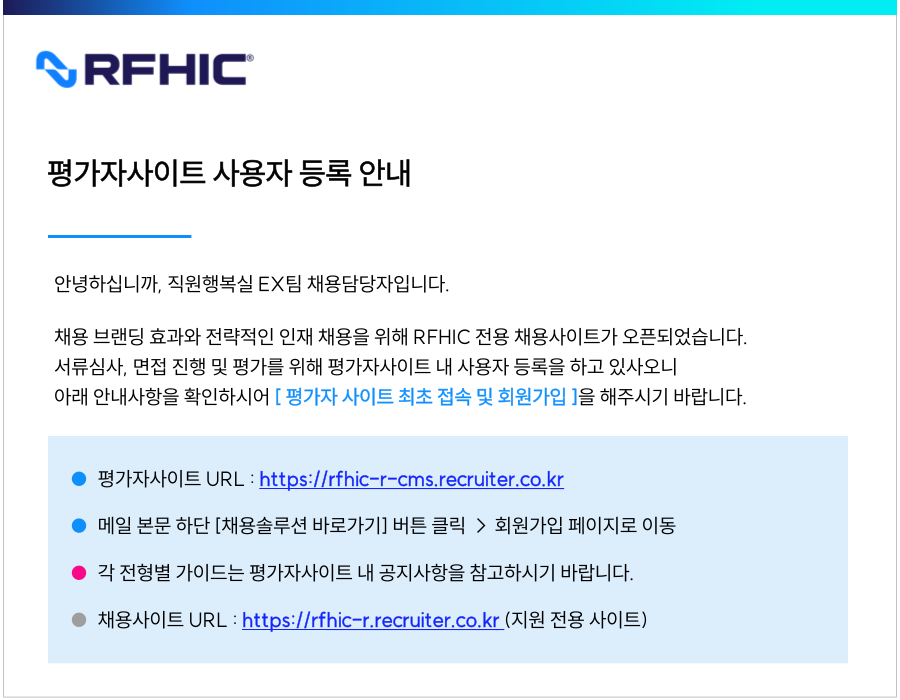 RFHIC®
평가자사이트 사용자 등록 안내
안녕하십니까, 직원행복실 EX팀 채용담당자입니다.
채용 브랜딩 효과와 전략적인 인재 채용을 위해 RFHIC 전용 채용사이트가 오픈되었습니다.
서류심사, 면접 진행 및 평가를 위해 평가자사이트 내 사용자 등록을 하고 있사오니
아래 안내사항을 확인하시어 [ 평가자 사이트 최초 접속 및 회원가입 ]을 해주시기 바랍니다.
평가자사이트 URL : https://rfhic-r-cms.recruiter.co.kr
메일 본문 하단 [채용솔루션 바로가기] 버튼 클릭 > 회원가입 페이지로 이동
각 전형별 가이드는 평가자사이트 내 공지사항을 참고하시기 바랍니다.
채용사이트 URL : https://rfhic-r.recruiter.co.kr (지원 전용 사이트)